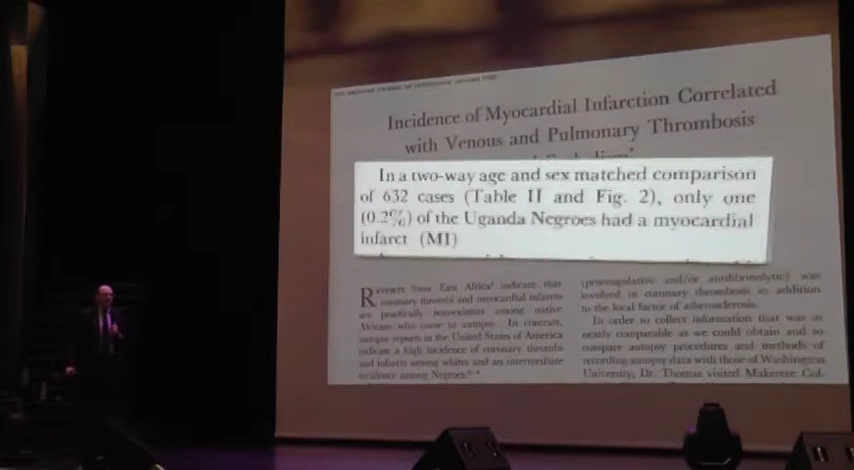 THE AMERICAN JOURNAL OF CARDIOLOGY
Incidence of Myocardial Infarction Correlated
with Venous and Pulmonary Thrombosis
In a two-way age and sex matched comparison
of 632 cases (Table II and Fig. 2), only one
(0.2%) of the Uganda Negroes had a myocardial
infarct (MI)
REPORTS from East Africa indicate that
coronary thrombi and myocardial infarcts
are practically nonexistent among native
Africans who come to autopsy. In contrast,
autopsy reports in the United States of America
indicate a high incidence of coronary thrombi
and infarcts among whites and an intermediate
incidence among Negroes.
(procoagulative and/or antifibrinolytic) was
involved in coronary thrombosis in addition
to the local factor of atherosclerosis.
In order to collect information that was as
nearly comparable as we could obtain and to
compare autopsy procedures and methods of
recording autopsy data with those of Washington
University, Dr. Thomas visited Makerere Col-